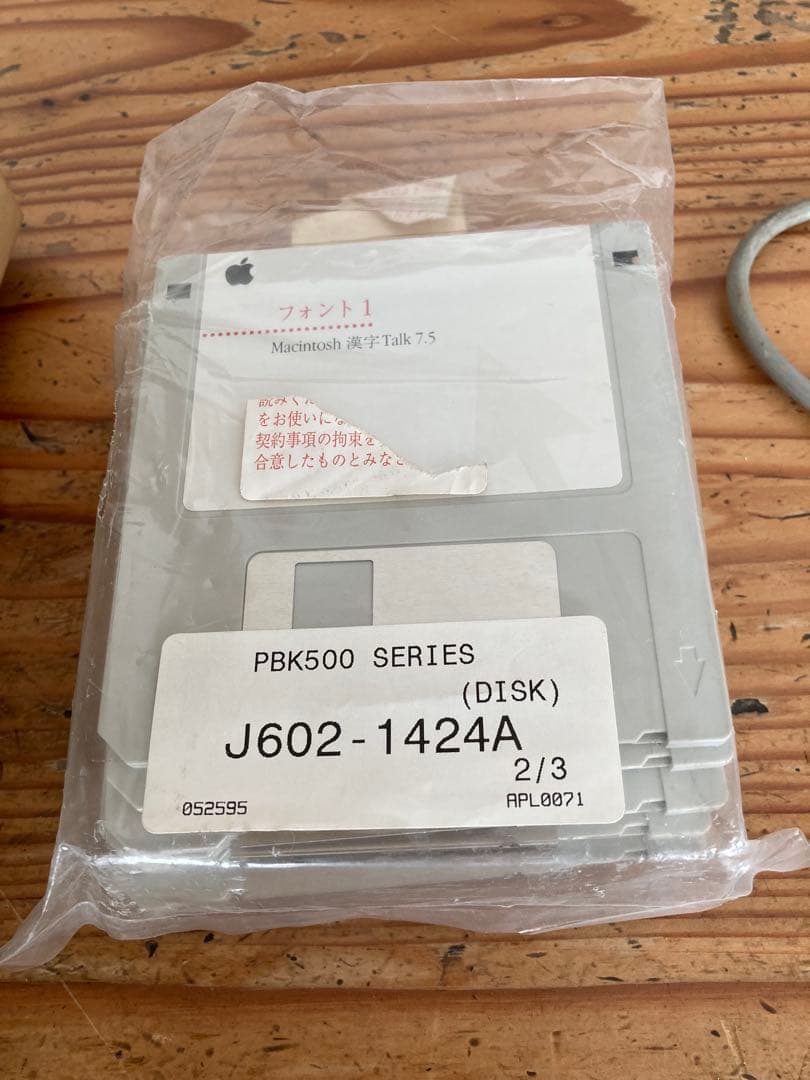 フォント1
Macintosh 漢字Talk 7.5
をお使いにな
契約事項の拘束を
合意したものとみなさ
PBK500 SERIES
(DISK)
J602-1424A
2/3
052595
APL0071